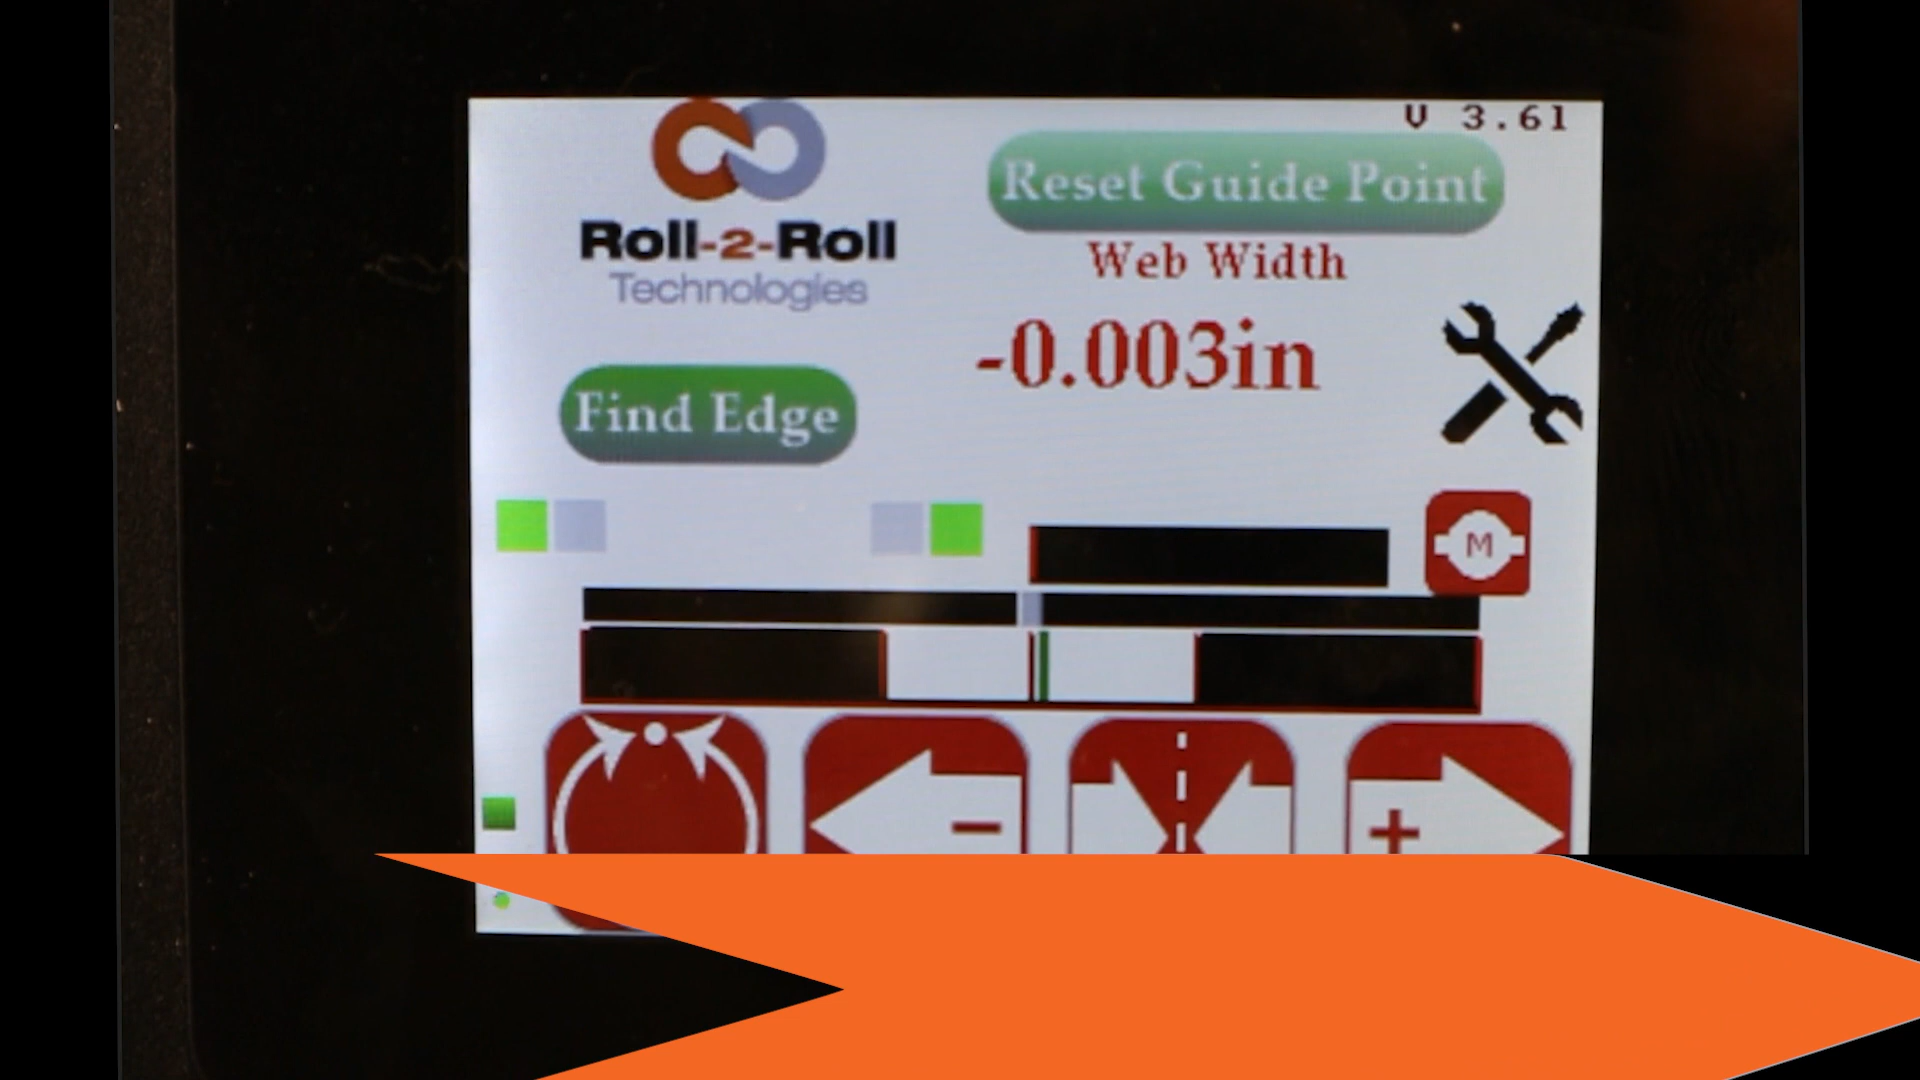 V 3.61
Reset Guide Point
Roll-2-Roll
Technologies
Web Width
-0.003in
Find Edge
M
-
+